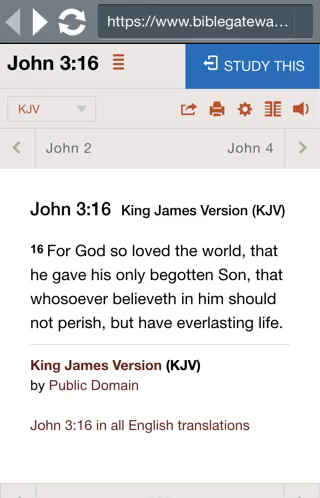 https://www.biblegatewa...
John 3:16
STUDY THIS
KJV
John 2
John 4
John 3:16 King James Version (KJV)
16 For God so loved the world, that
he gave his only begotten Son, that
whosoever believeth in him should
not perish, but have everlasting life.
King James Version (KJV)
by Public Domain
John 3:16 in all English translations